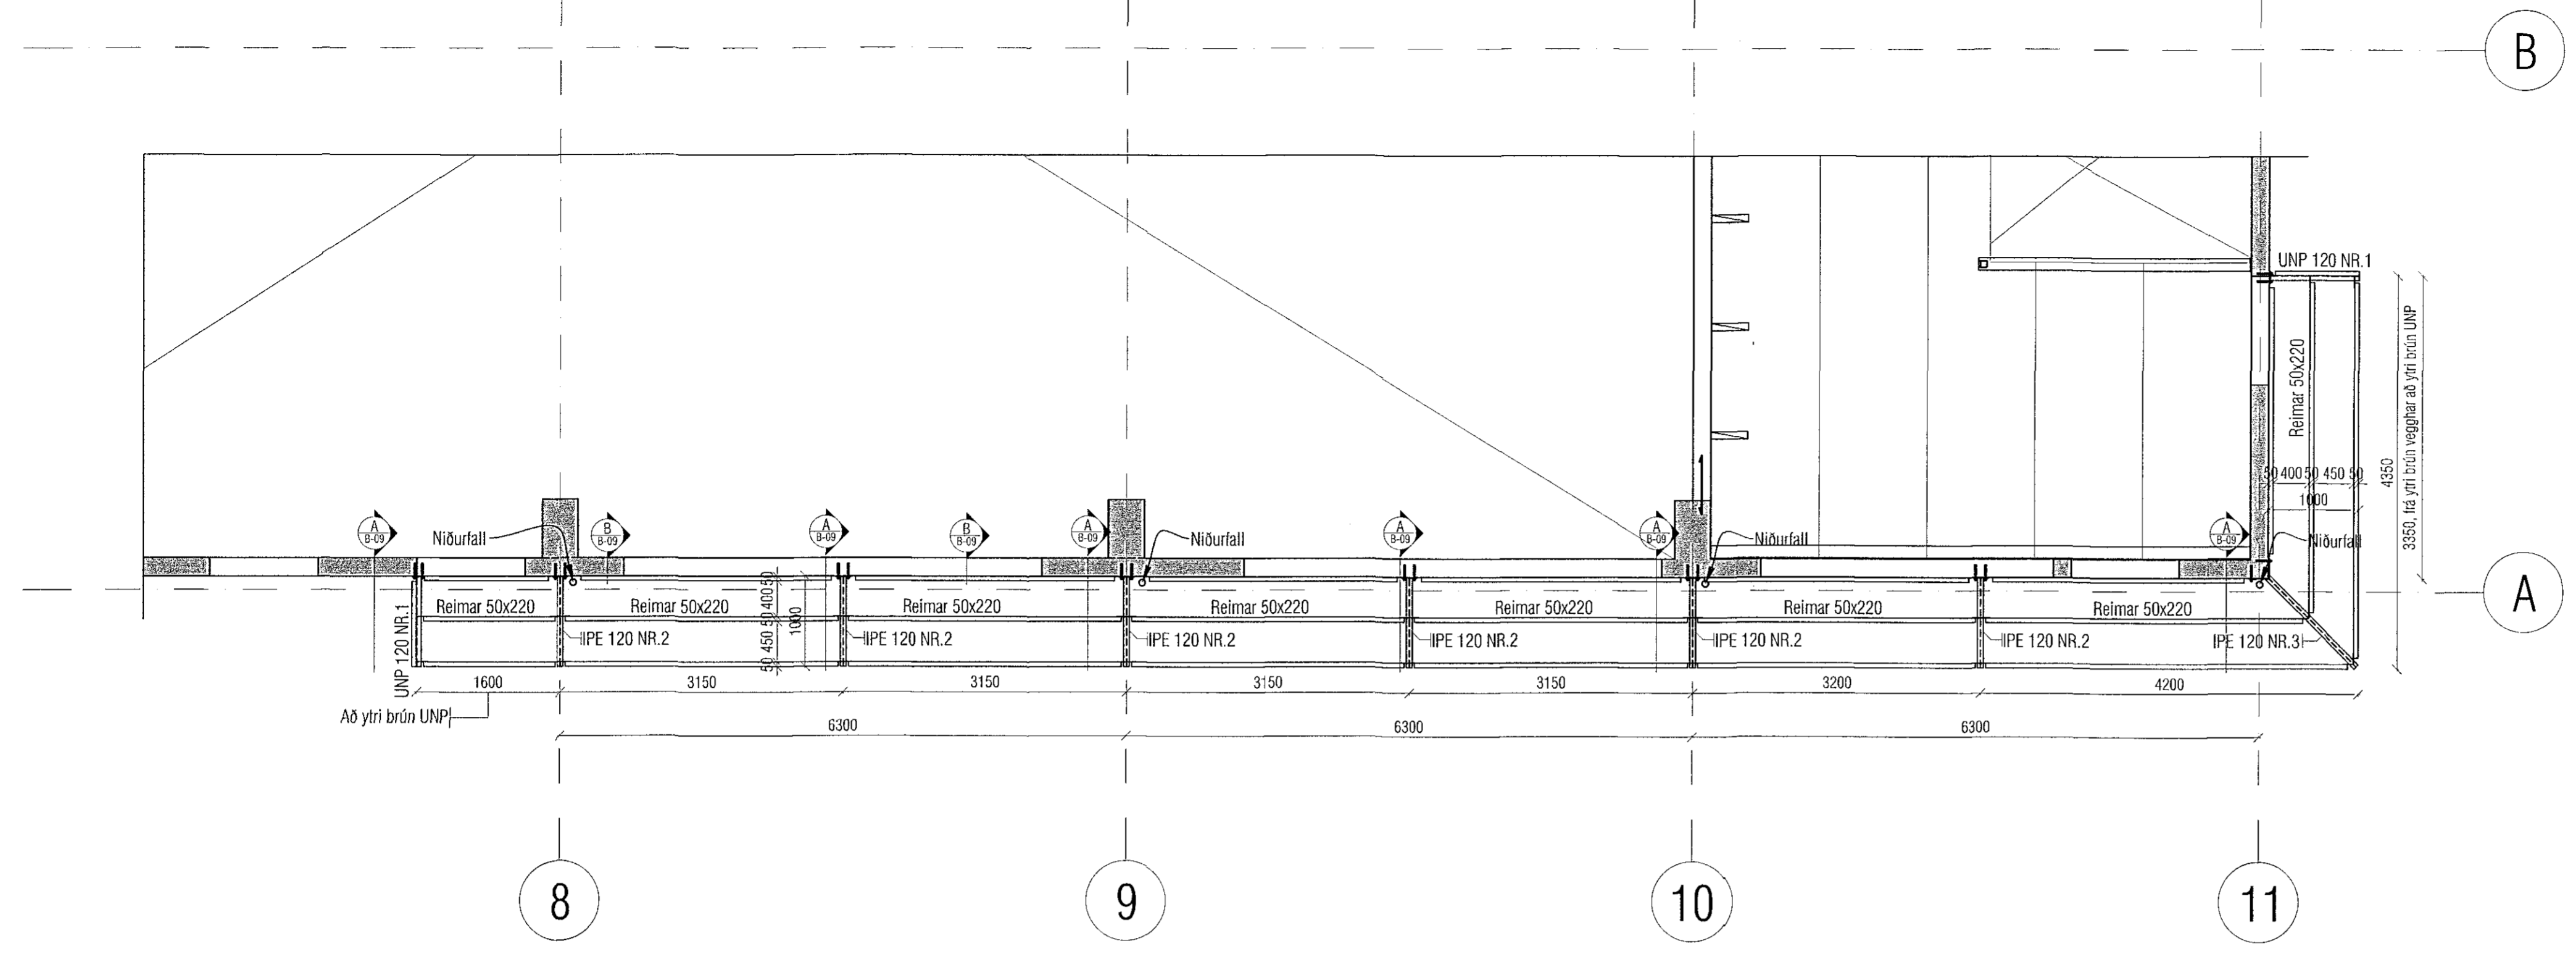 B
UNP 120 NR.1
Reimar 50x220
3350, frá ytri brún vegghar að ytri brún UNP
4350
50 400 50 450 50
1000
A
B-09
Niðurfall
B
B-09
A
B-09
B
B-09
A
B-09
Niðurfall
A
B-09
A
B-09
Niðurfall
A
B-09
Niðurfall
A
UNP 120 NR.1
Reimar 50x220
Reimar 50x220
Reimar 50x220
Reimar 50x220
Reimar 50x220
Reimar 50x220
Reimar 50x220
50 450 50 400 50
1000
IPE 120 NR.2
IPE 120 NR.2
IPE 120 NR.2
IPE 120 NR.2
IPE 120 NR.2
IPE 120 NR.2
IPE 120 NR.3
1600
3150
3150
3150
3150
3200
4200
Að ytri brún UNP
6300
6300
6300
8
9
10
11